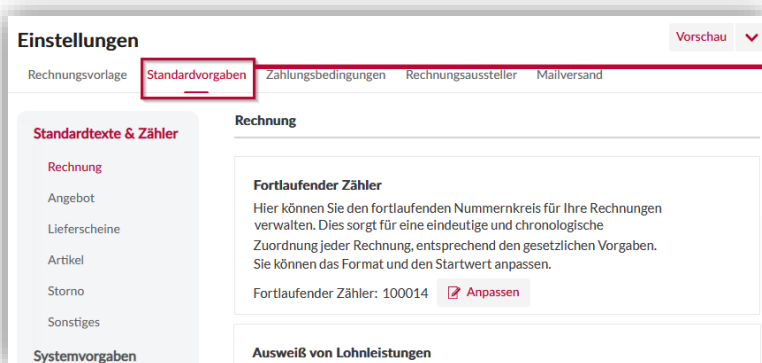 Einstellungen
Vorschau
Rechnungsvorlage Standardvorgaben Zahlungsbedingungen Rechnungsaussteller Mailversand
Standardtexte & Zähler
Rechnung
Angebot
Lieferscheine
Artikel
Storno
Sonstiges
Systemvorgaben
Rechnung
Fortlaufender Zähler
Hier können Sie den fortlaufenden Nummernkreis für Ihre Rechnungen
verwalten. Dies sorgt für eine eindeutige und chronologische
Zuordnung jeder Rechnung, entsprechend den gesetzlichen Vorgaben.
Sie können das Format und den Startwert anpassen.
Fortlaufender Zähler: 100014 Anpassen
Ausweiß von Lohnleistungen